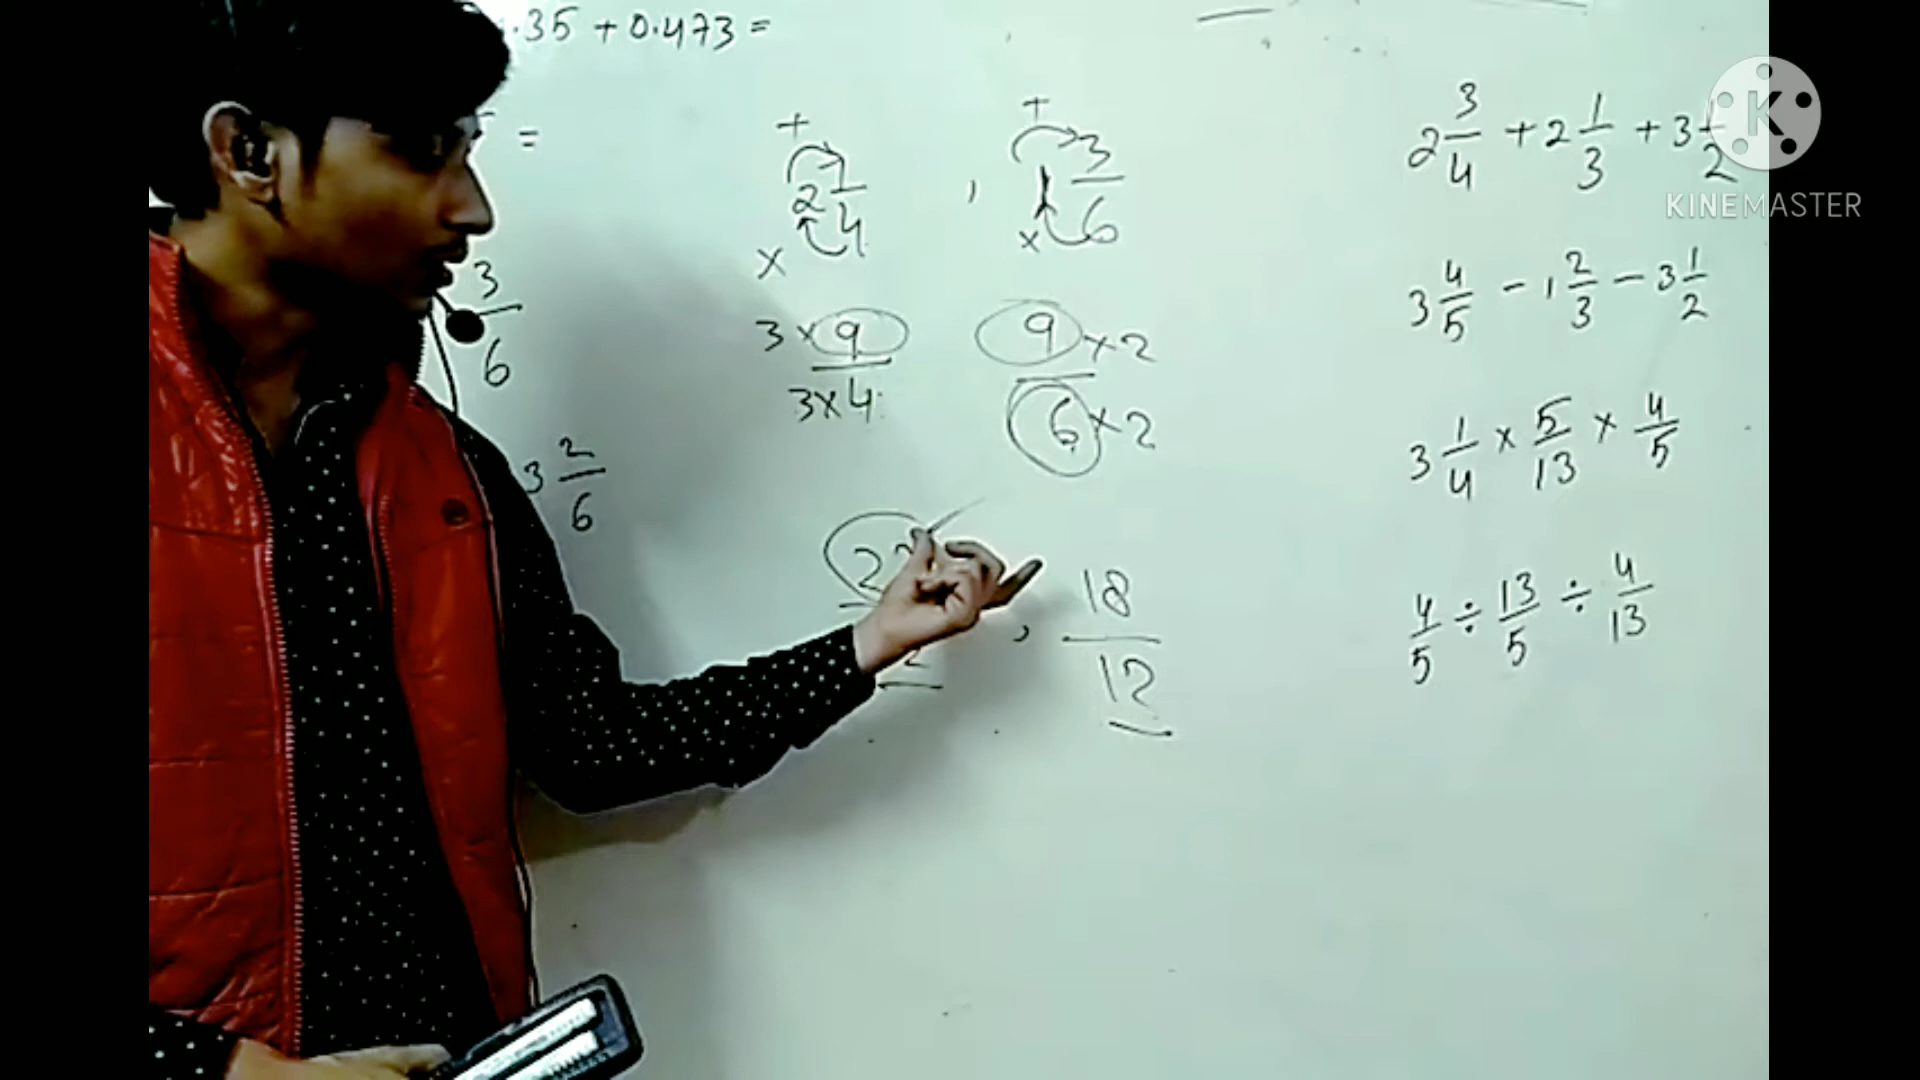 .35 + 0.473 =
=
+ +
2 1/4 , 1 3/6
× ×
3/6
3 × 9 9 × 2
3 × 4 6 × 2
3 2/6
2 , 18
2 12
2 3/4 + 2 1/3 + 3 1/2
3 4/5 - 1 2/3 - 3 1/2
3 1/4 × 5/13 × 4/5
4/5 ÷ 13/5 ÷ 4/13
K
KINEMASTER